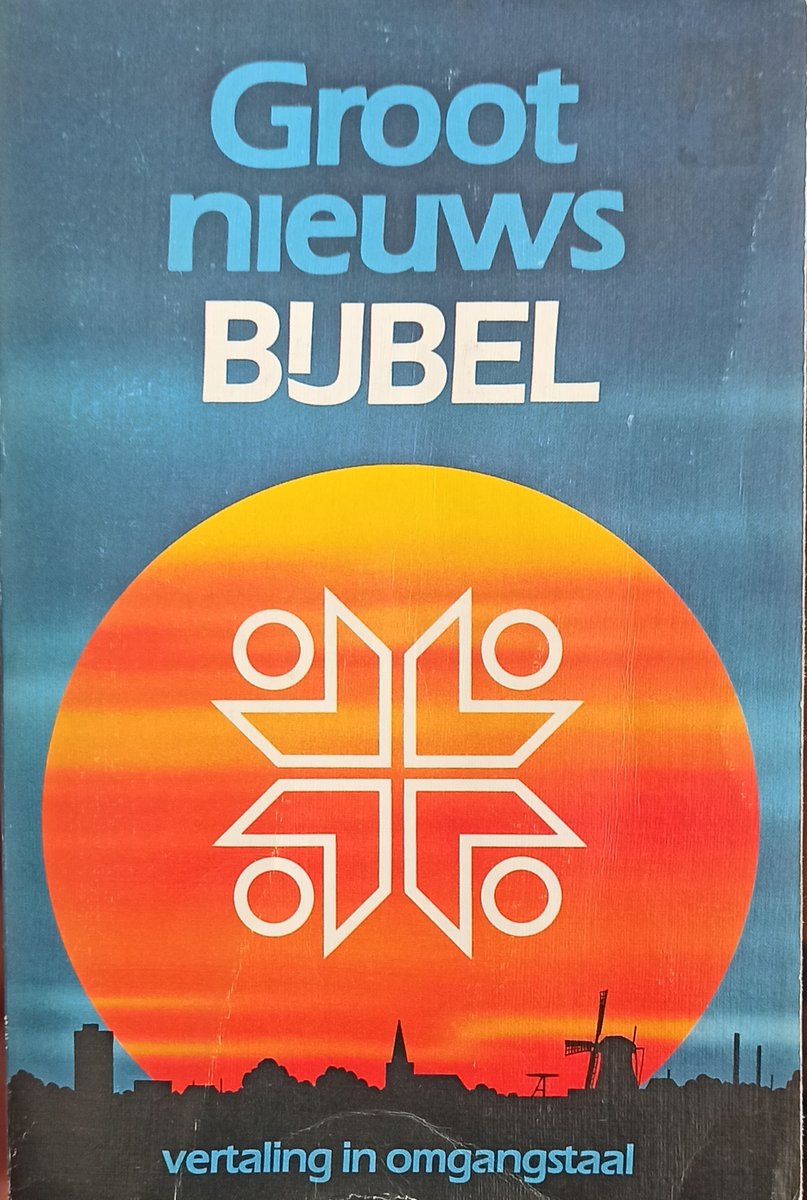 Groot
nieuws
BIJBEL
vertaling in omgangstaal